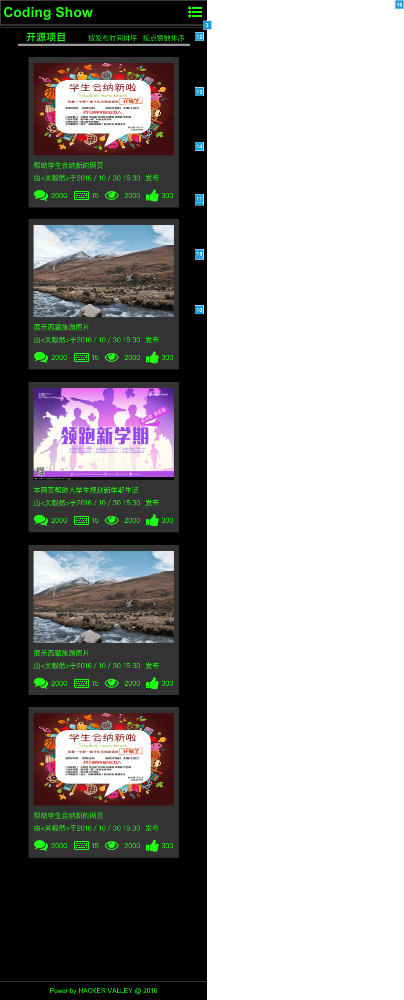 Coding Show
16
3
开源项目 按发布时间排序 按点赞数排序
12
13
学生会纳新啦
Student recruitment
开始了
我们期待你的加入
14
帮助学生会纳新的网页
由<关毅然>于2016 / 10 / 30 15:30 发布
2000 15 2000 300
11
15
10
展示西藏旅游图片
由<关毅然>于2016 / 10 / 30 15:30 发布
2000 15 2000 300
新学期 新装备
领跑新学期
本网页帮助大学生规划新学期生活
由<关毅然>于2016 / 10 / 30 15:30 发布
2000 15 2000 300
展示西藏旅游图片
由<关毅然>于2016 / 10 / 30 15:30 发布
2000 15 2000 300
学生会纳新啦
Student recruitment
开始了
我们期待你的加入
帮助学生会纳新的网页
由<关毅然>于2016 / 10 / 30 15:30 发布
2000 15 2000 300
Power by HACKER VALLEY @ 2016